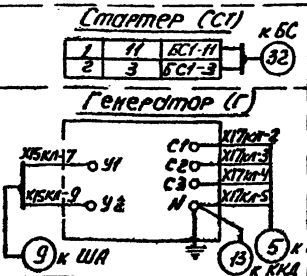 Стартер (СТ)
к БС
1 11 БС1-11
2 3 БС1-3
32
Генератор (Г)
Х15кл-7 У1
Х15кл-9 У2
С1 Х17кл-2
С2 Х17кл-3
С3 Х17кл-4
N Х17кл-5
9 к ША
13 к ККА
5 к